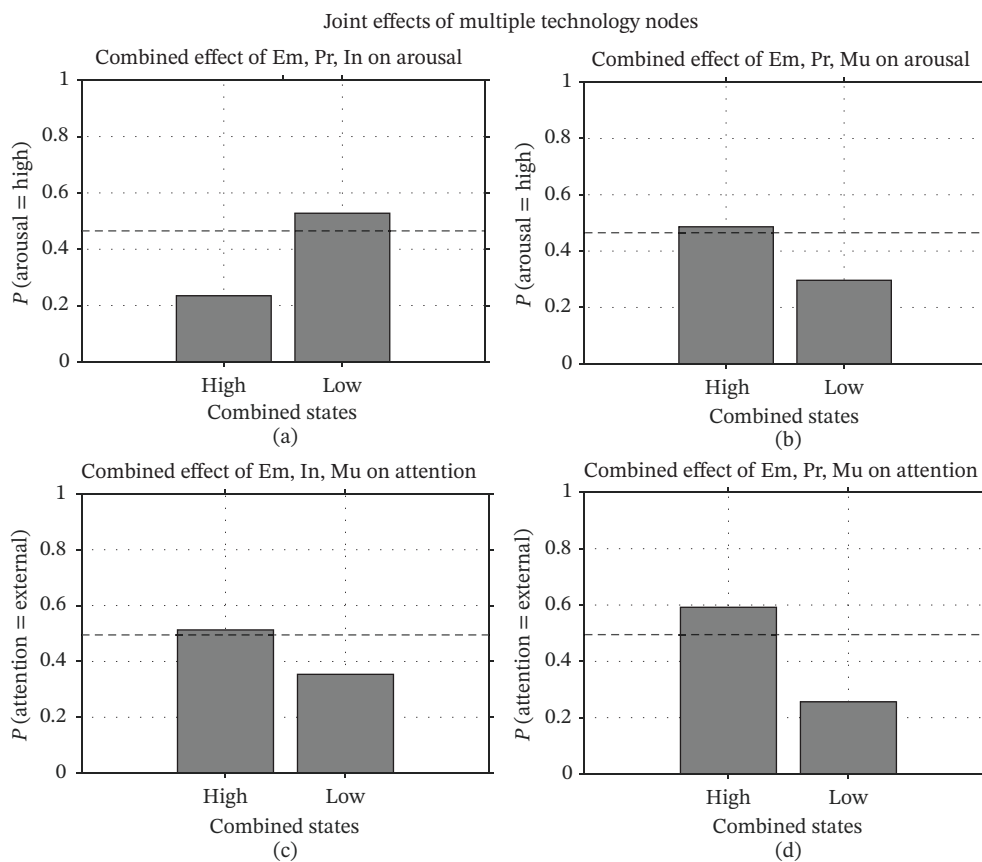 Joint effects of multiple technology nodes
Combined effect of Em, Pr, In on arousal
P (arousal = high)
1
0.8
0.6
0.4
0.2
0
High Low
Combined states
(a)
Combined effect of Em, Pr, Mu on arousal
P (arousal = high)
1
0.8
0.6
0.4
0.2
0
High Low
Combined states
(b)
Combined effect of Em, In, Mu on attention
P (attention = external)
1
0.8
0.6
0.4
0.2
0
High Low
Combined states
(c)
Combined effect of Em, Pr, Mu on attention
P (attention = external)
1
0.8
0.6
0.4
0.2
0
High Low
Combined states
(d)